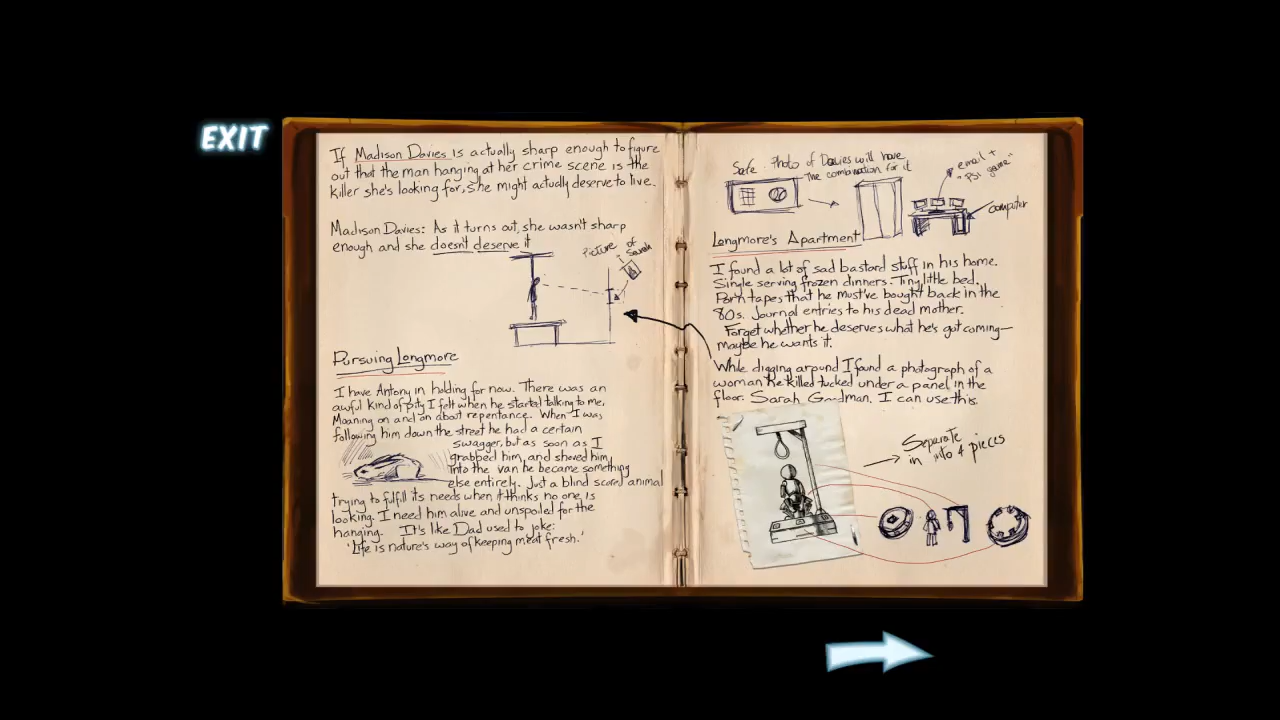 EXIT
If Madison Davies is actually sharp enough to figure
out that the man hanging at her crime scene is the
killer she's looking for, she might actually deserve to live.
Madison Davies: As it turns out, she wasn't sharp
enough and she doesn't deserve it
Picture of
Sarah
Pursuing Longmore
I have Antony in holding for now. There was an
awful kind of pity I felt when he started talking to me.
Moaning on and on about repentance. When I was
following him down the street he had a certain
swagger, but as soon as I
grabbed him, and shoved him
into the van he became something
else entirely. Just a blind scared animal
trying to fulfill its needs when it thinks no one is
looking. I need him alive and unspoiled for the
hanging. It's like Dad used to joke:
'Life is nature's way of keeping meat fresh.'
Safe Photo of Davies will have
the combination for it
email +
"PSI game"
computer
Longmore's Apartment
I found a lot of sad bastard stuff in his home.
Single serving frozen dinners. Tiny little bed.
Porn tapes that he must've bought back in the
80s. Journal entries to his dead mother.
Forget whether he deserves what he's got coming—
maybe he wants it.
While digging around I found a photograph of a
woman he killed tucked under a panel in the
floor. Sarah Goodman. I can use this.
Separate
in into 4 pieces